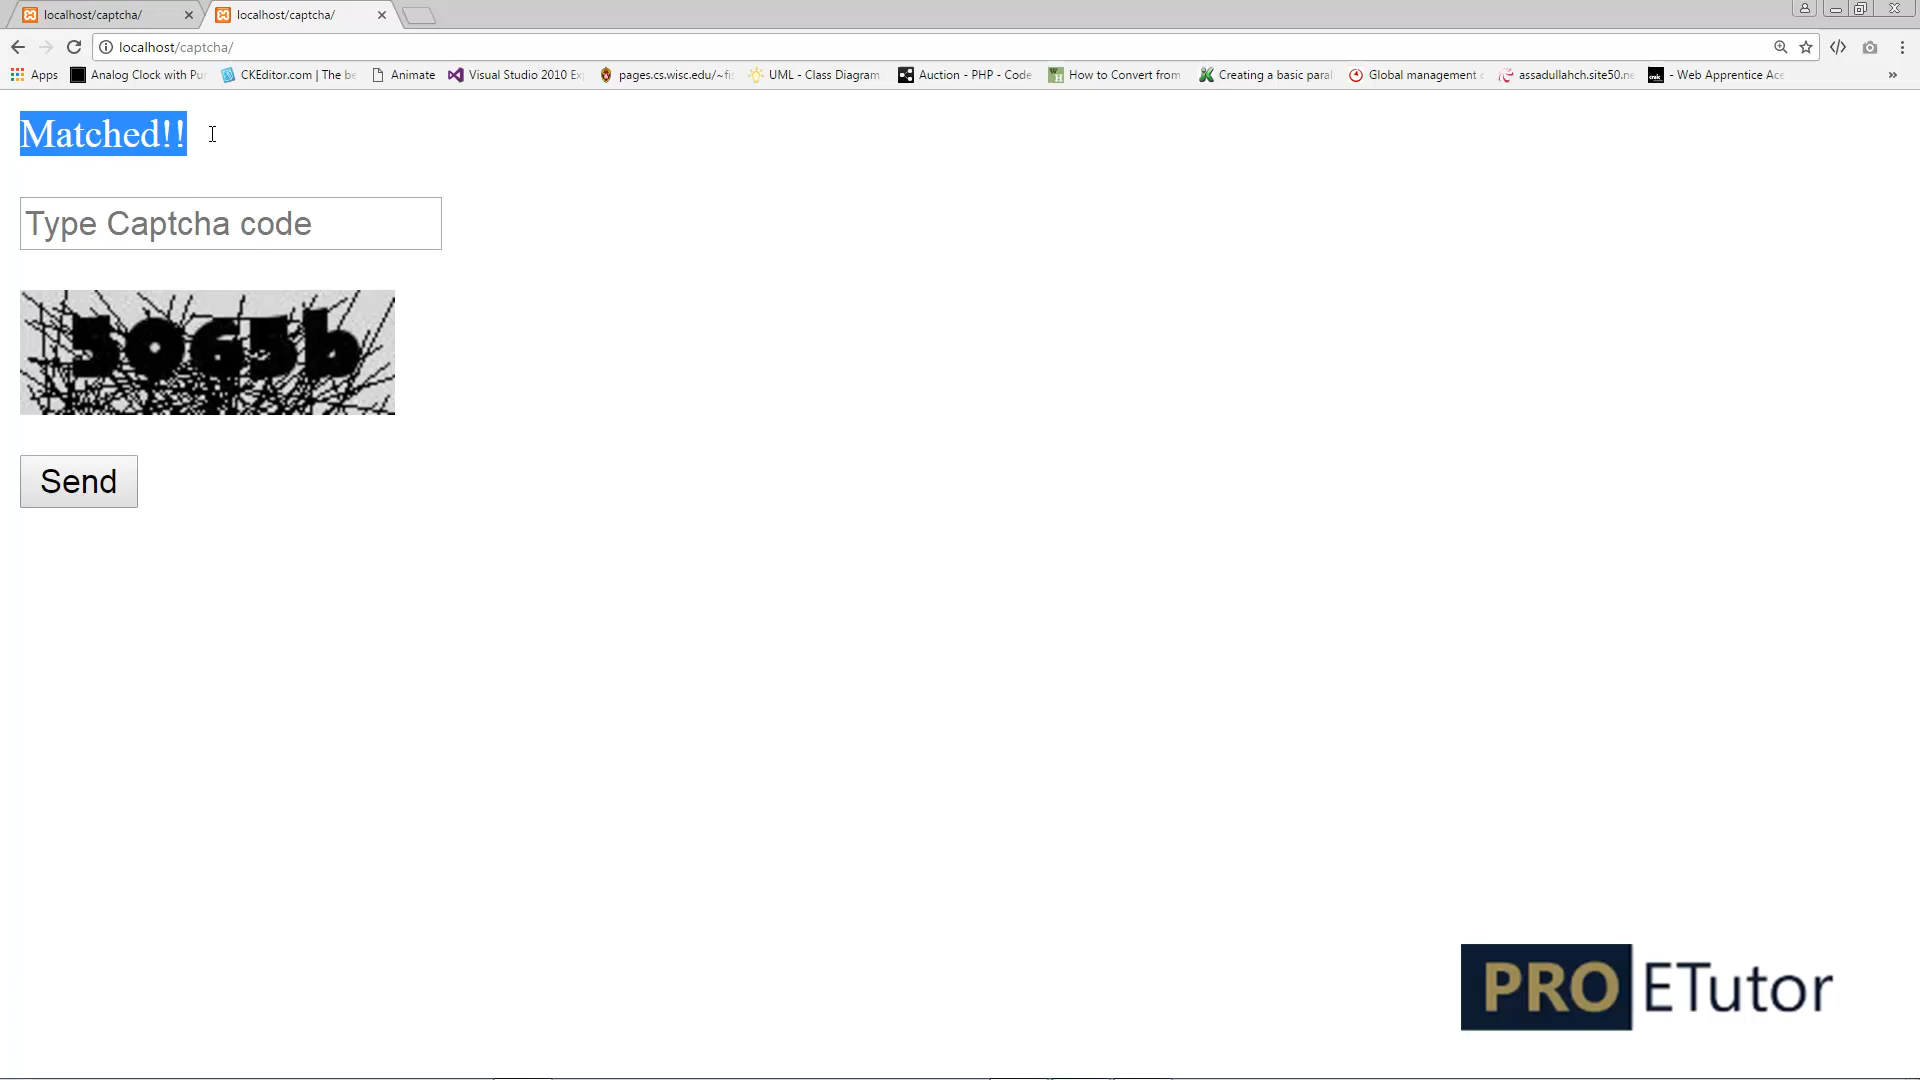 localhost/captcha/
localhost/captcha/
localhost/captcha/
Apps
Analog Clock with Pu
CKEditor.com | The be
Animate
Visual Studio 2010 Ex
pages.cs.wisc.edu/~fi
UML - Class Diagram
Auction - PHP - Code
How to Convert from
Creating a basic paral
Global management
assadullahch.site50.ne
- Web Apprentice Ace
Matched!!
Type Captcha code
5065b
Send
PRO ETutor